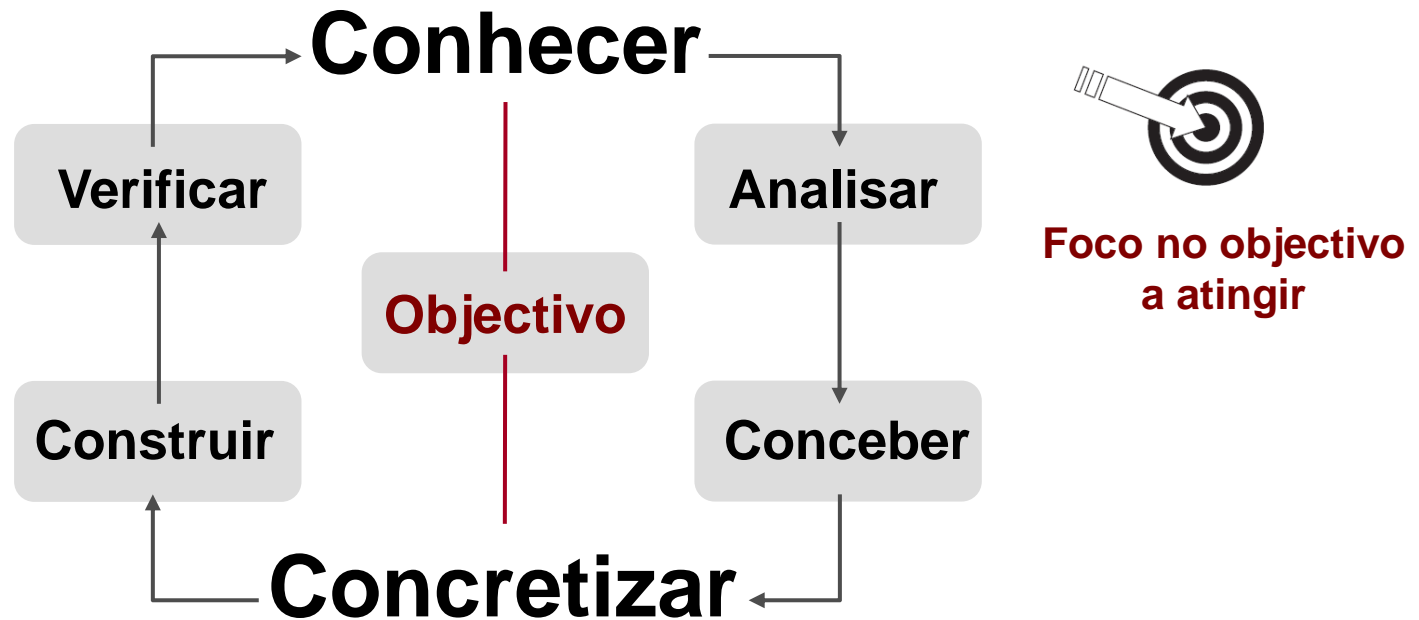 Conhecer
Verificar
Analisar
Foco no objectivo
a atingir
Objectivo
Construir
Conceber
Concretizar